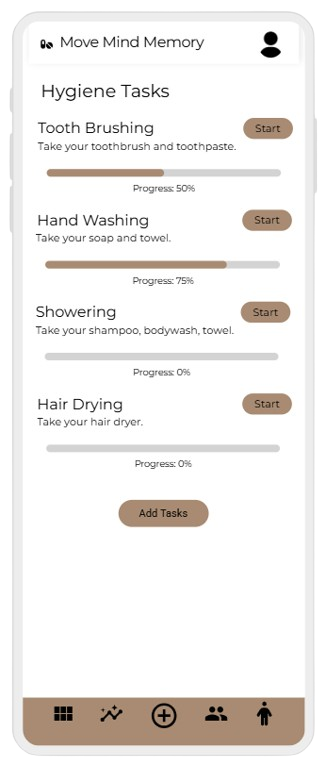 Move Mind Memory
Hygiene Tasks
Tooth Brushing
Start
Take your toothbrush and toothpaste.
Progress: 50%
Hand Washing
Start
Take your soap and towel.
Progress: 75%
Showering
Start
Take your shampoo, bodywash, towel.
Progress: 0%
Hair Drying
Start
Take your hair dryer.
Progress: 0%
Add Tasks